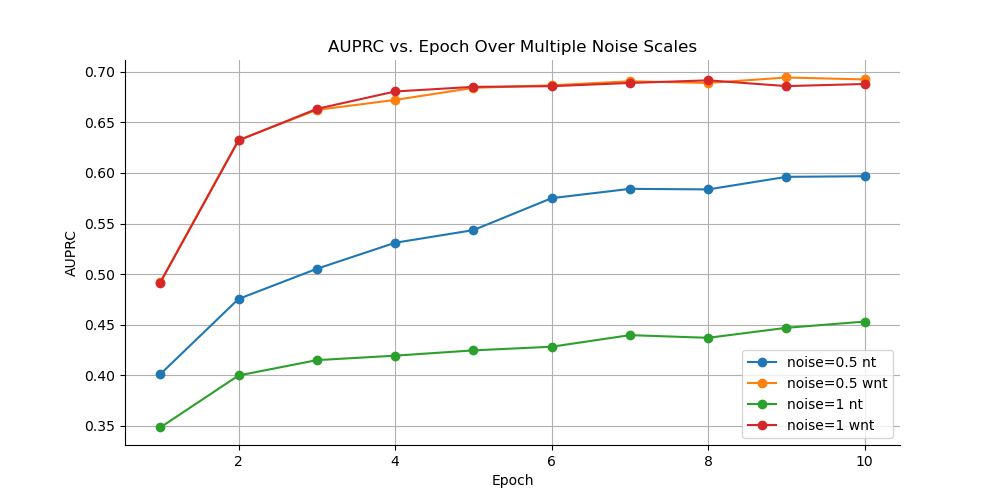 AUPRC vs. Epoch Over Multiple Noise Scales
AUPRC
0.70
0.65
0.60
0.55
0.50
0.45
0.40
0.35
2
4
6
8
10
Epoch
noise=0.5 nt
noise=0.5 wnt
noise=1 nt
noise=1 wnt